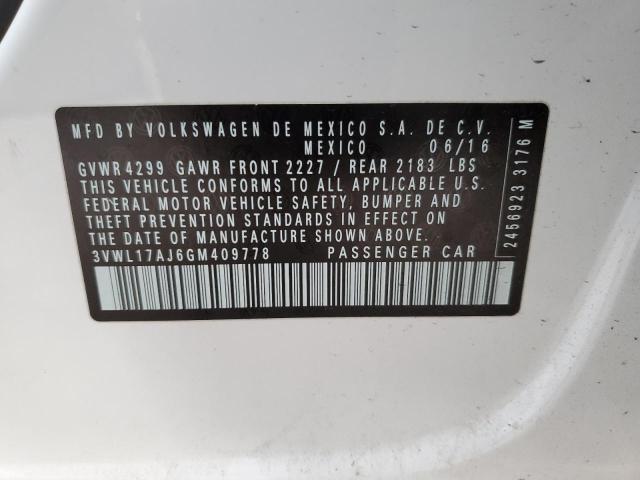 MFD BY VOLKSWAGEN DE MEXICO S.A. DE C.V.
MEXICO 06/16
GVWR 4299 GAWR FRONT 2227 / REAR 2183 LBS
THIS VEHICLE CONFORMS TO ALL APPLICABLE U.S.
FEDERAL MOTOR VEHICLE SAFETY, BUMPER AND
THEFT PREVENTION STANDARDS IN EFFECT ON
THE DATE OF MANUFACTURE SHOWN ABOVE.
3VWL17AJ6GM409778 PASSENGER CAR
2456923 3176 M